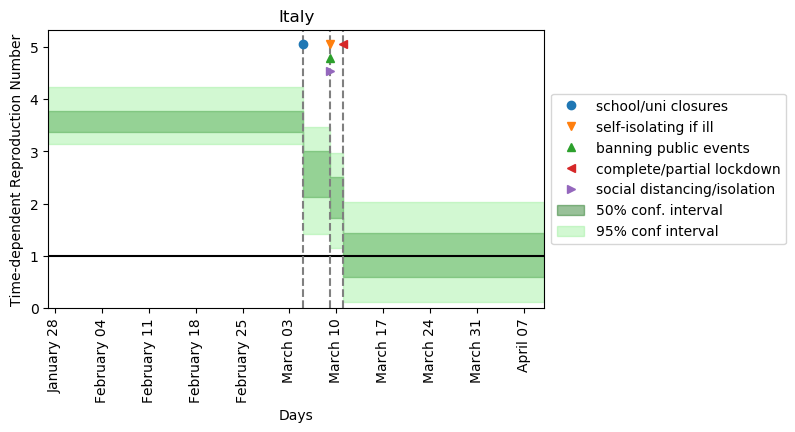 Italy
Time-dependent Reproduction Number
5
4
3
2
1
0
January 28
February 04
February 11
February 18
February 25
March 03
March 10
March 17
March 24
March 31
April 07
Days
school/uni closures
self-isolating if ill
banning public events
complete/partial lockdown
social distancing/isolation
50% conf. interval
95% conf interval